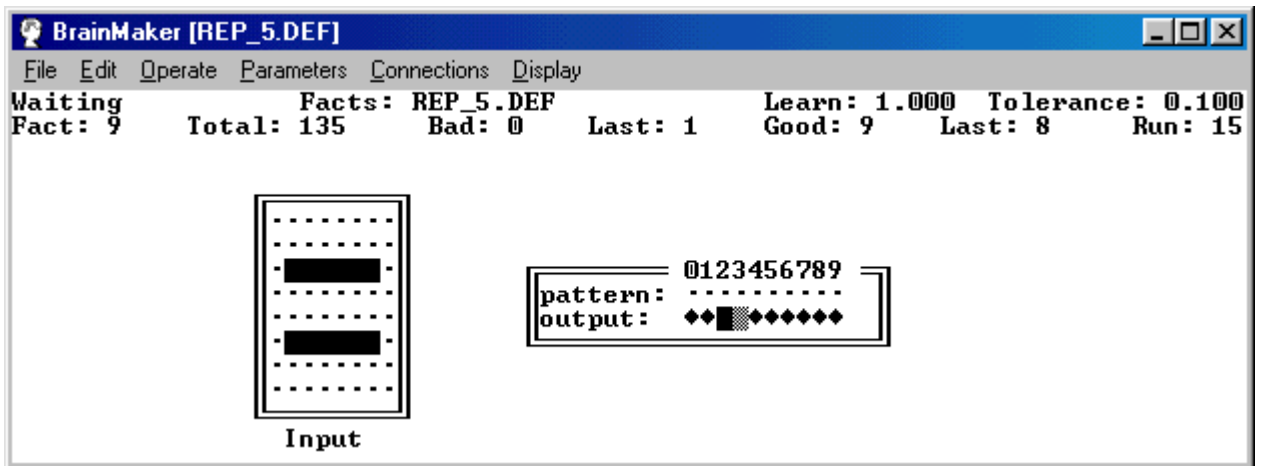 BrainMaker [REP_5.DEF]
File Edit Operate Parameters Connections Display
Waiting Facts: REP_5.DEF Learn: 1.000 Tolerance: 0.100
Fact: 9 Total: 135 Bad: 0 Last: 1 Good: 9 Last: 8 Run: 15
0123456789
pattern:
output:
Input